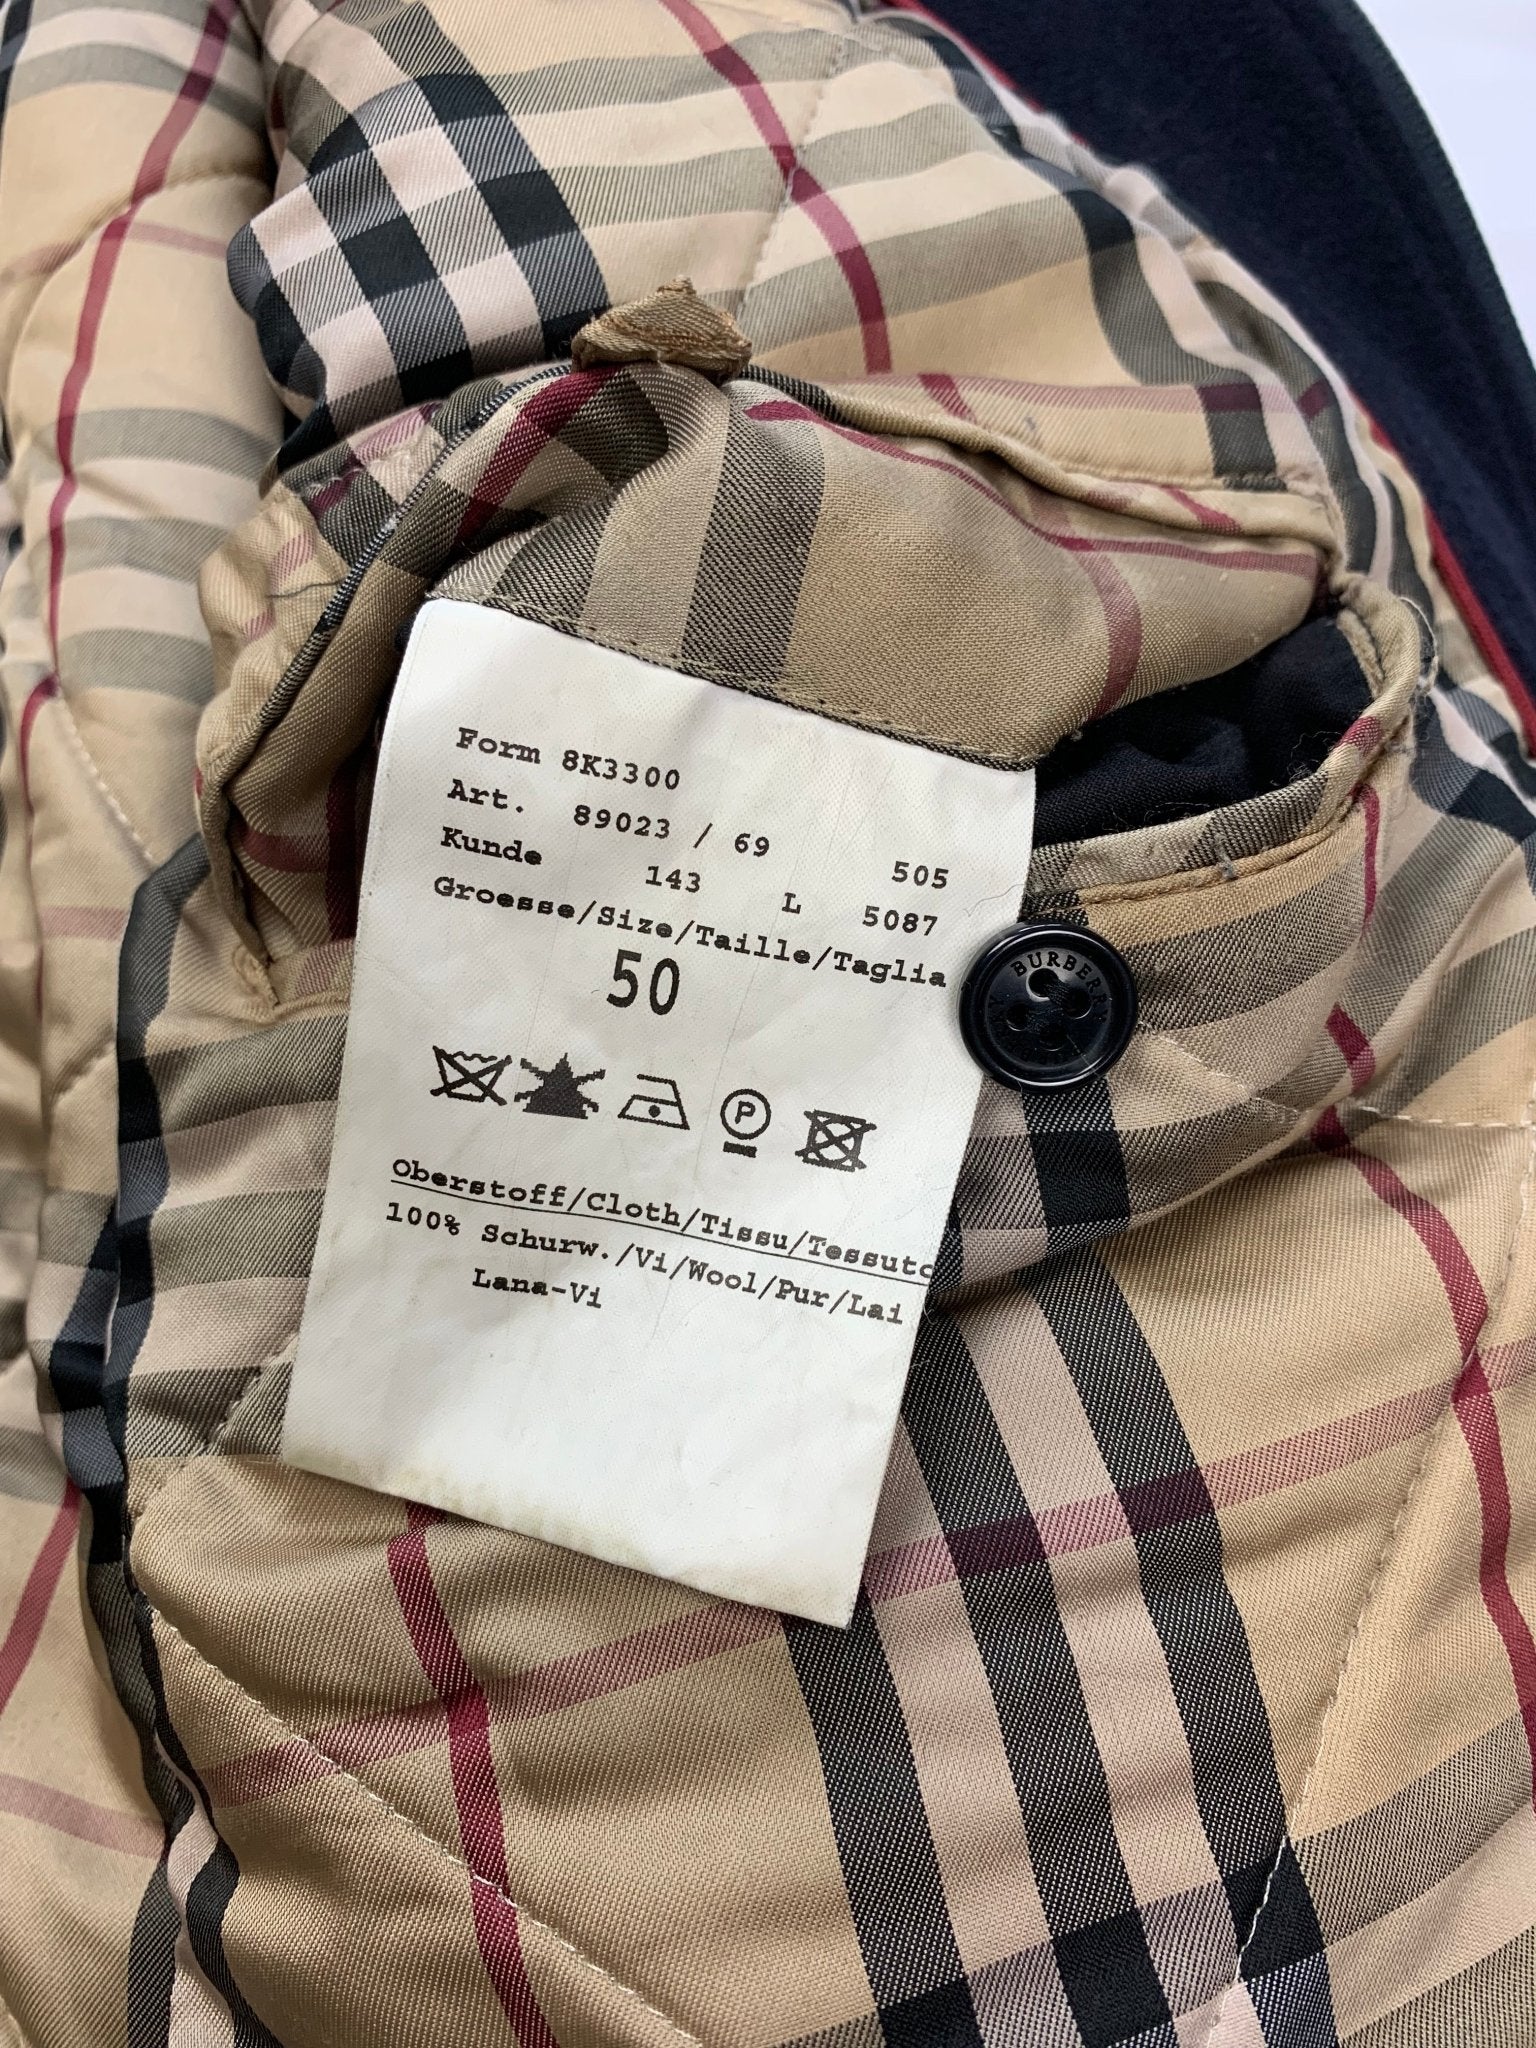 Form 8K3300
Art. 89023 / 69 505
Kunde 143 L 5087
Groesse/Size/Taille/Taglia
50
P
Oberstoff/Cloth/Tissu/Tessuto
100% Schurw./Vi/Wool/Pur/Lai
Lana-Vi
BURBERRY